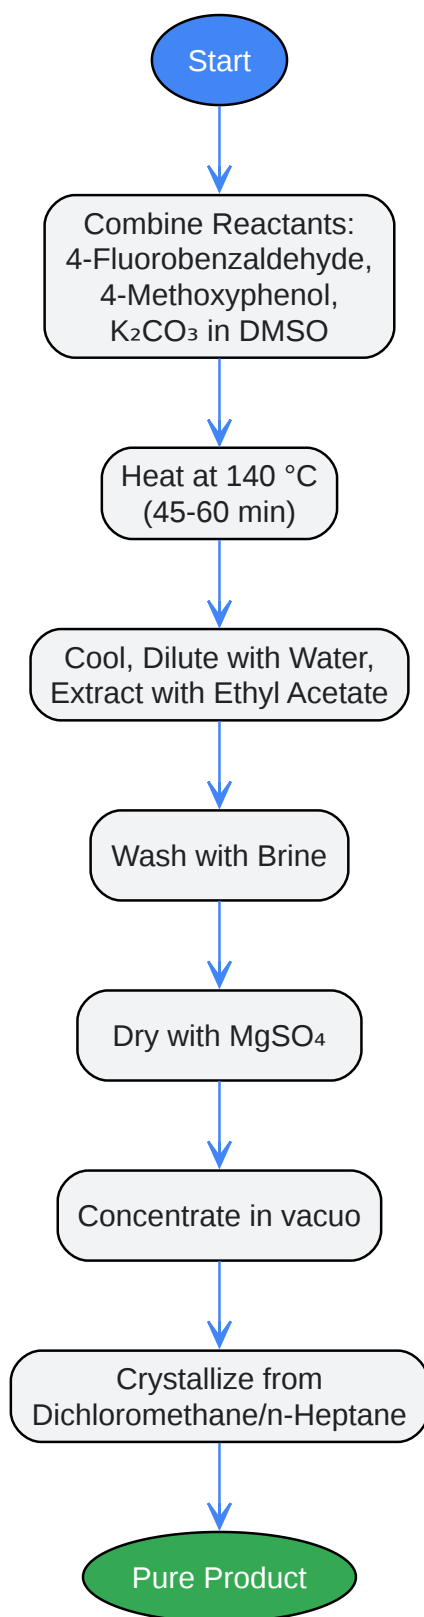 Start
Combine Reactants:
4-Fluorobenzaldehyde,
4-Methoxyphenol,
K₂CO₃ in DMSO
Heat at 140 °C
(45-60 min)
Cool, Dilute with Water,
Extract with Ethyl Acetate
Wash with Brine
Dry with MgSO₄
Concentrate in vacuo
Crystallize from
Dichloromethane/n-Heptane
Pure Product